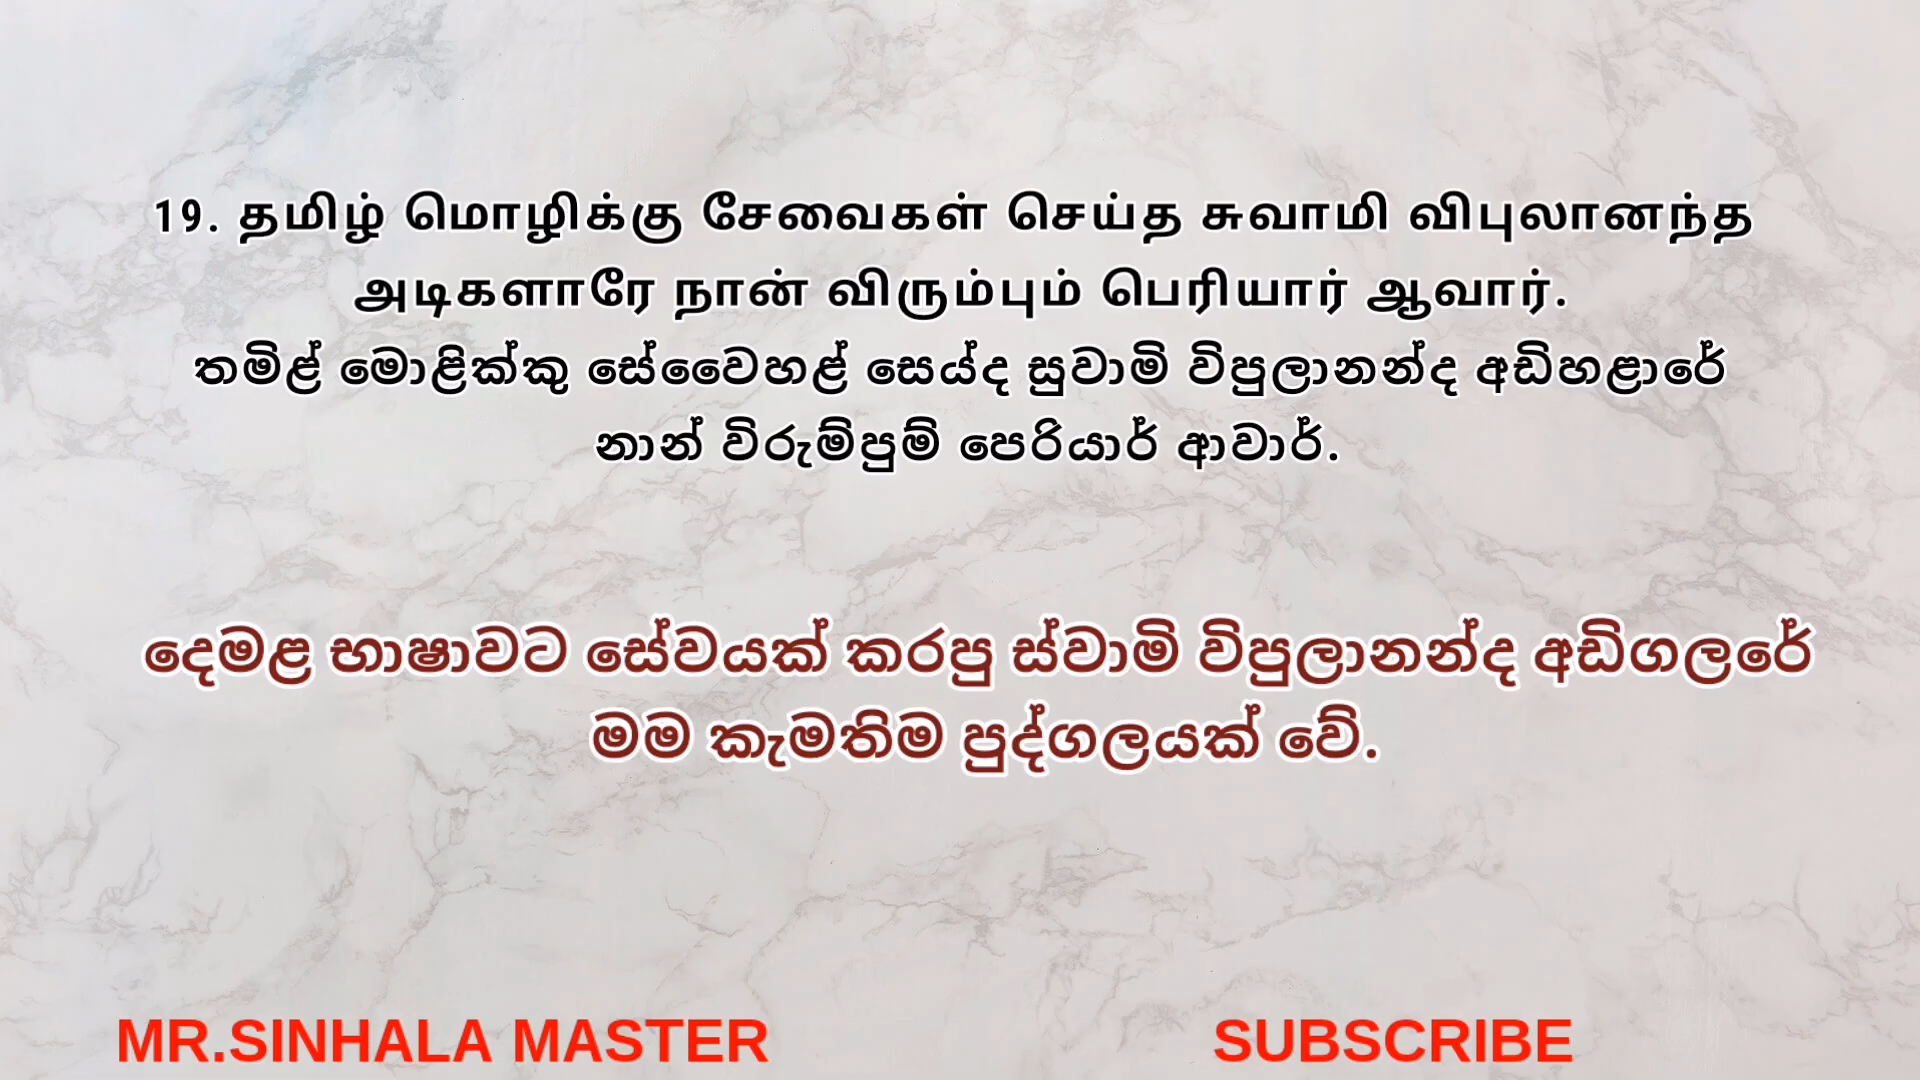 19. தமிழ் மொழிக்கு சேவைகள் செய்த சுவாமி விபுலானந்த
அடிகளாரே நான் விரும்பும் பெரியார் ஆவார்.
තමිළ් මොළික්කු සේවෛහළ් සෙය්ද සුවාමි විපුලානන්ද අඩිහළාරේ
නාන් විරුම්පුම් පෙරියාර් ආවාර්.
දෙමළ භාෂාවට සේවයක් කරපු ස්වාමි විපුලානන්ද අඩිගලරේ
මම කැමතිම පුද්ගලයක් වේ.
MR.SINHALA MASTER
SUBSCRIBE